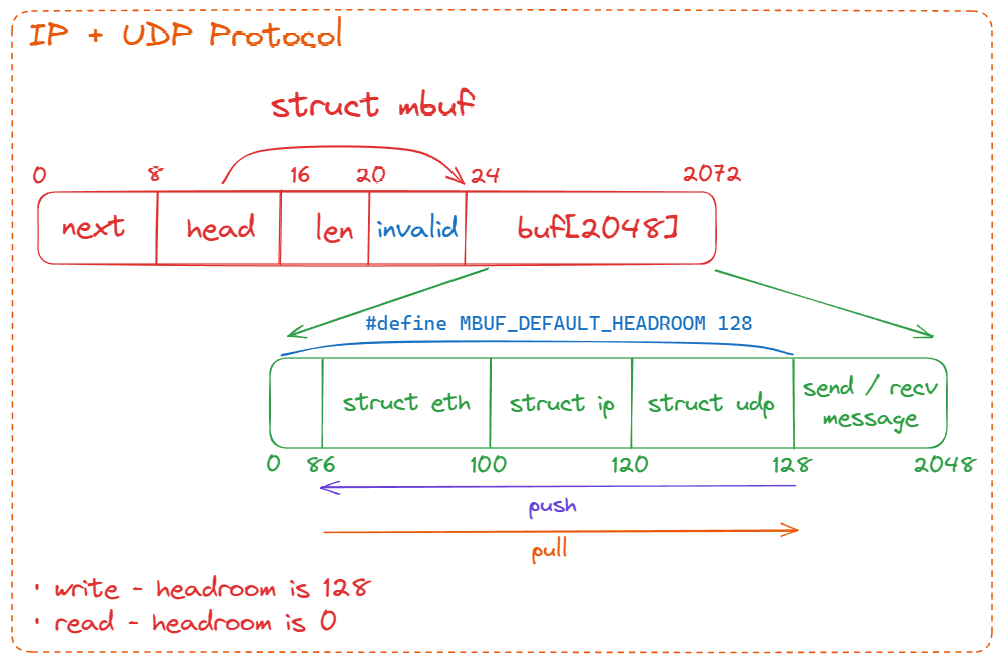 IP + UDP Protocol
struct mbuf
0 8 16 20 24 2072
next head len invalid buf[2048]
#define MBUF_DEFAULT_HEADROOM 128
struct eth struct ip struct udp send / recv
message
0 86 100 120 128 2048
push
pull
· write - headroom is 128
· read - headroom is 0